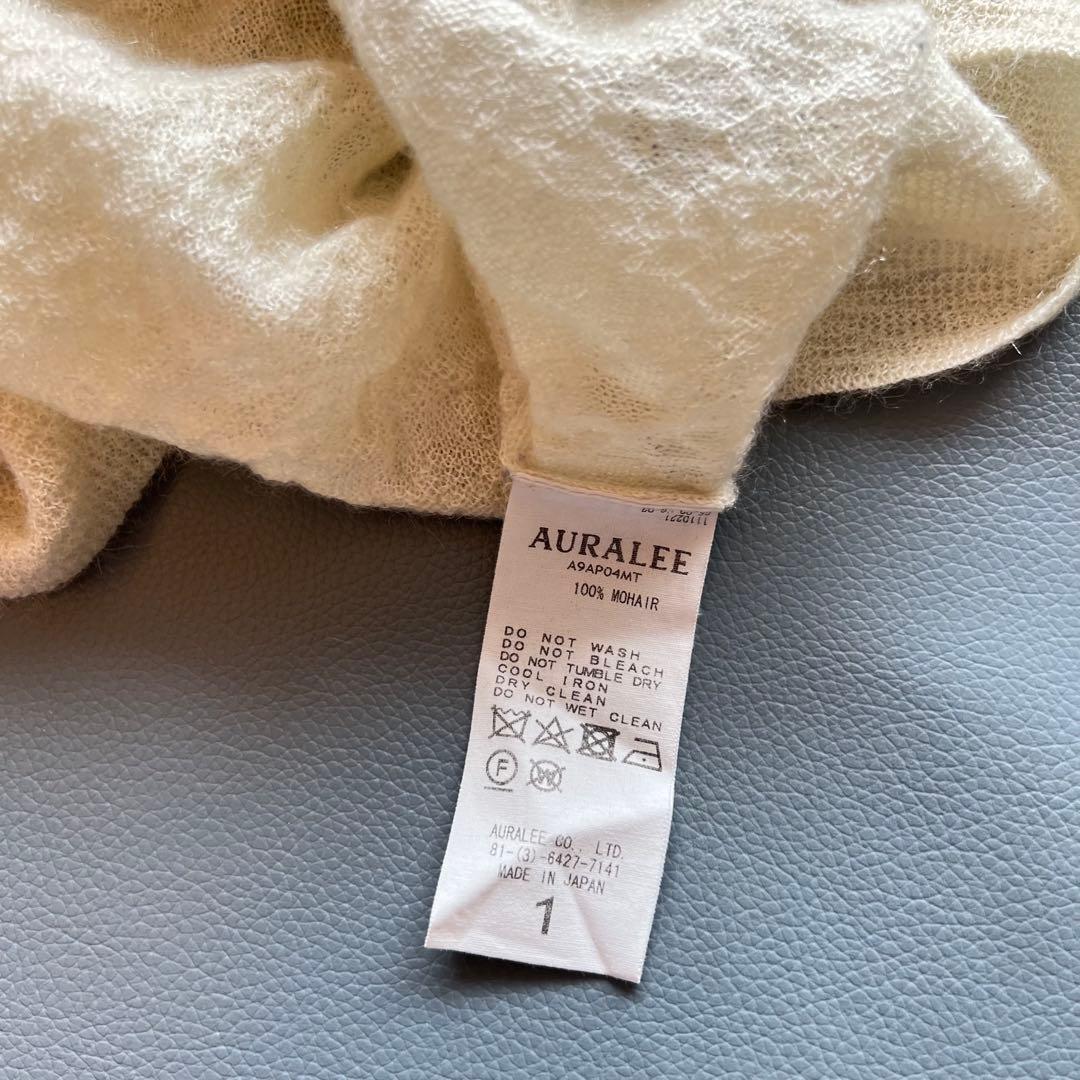 1110221
AURALEE
A9AP04MT
100% MOHAIR
DO NOT WASH
DO NOT BLEACH
DO NOT TUMBLE DRY
COOL IRON
DRY CLEAN
DO NOT WET CLEAN
F W
AURALEE CO., LTD.
81-(3)-6427-7141
MADE IN JAPAN
1